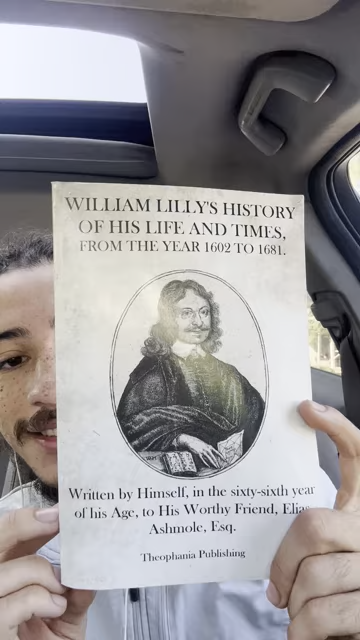 WILLIAM LILLY'S HISTORY
OF HIS LIFE AND TIMES,
FROM THE YEAR 1602 TO 1681.
Written by Himself, in the sixty-sixth year
of his Age, to His Worthy Friend, Elias
Ashmole, Esq.
Theophania Publishing